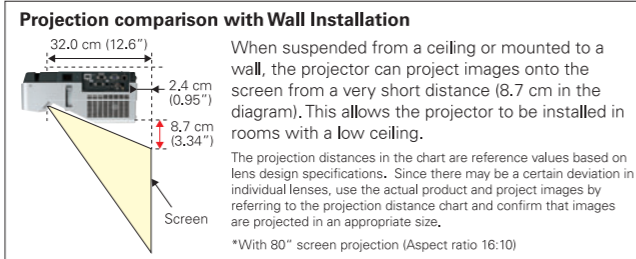 Projection comparison with Wall Installation
32.0 cm (12.6″)
2.4 cm
(0.95″)
8.7 cm
(3.34″)
Screen
When suspended from a ceiling or mounted to a
wall, the projector can project images onto the
screen from a very short distance (8.7 cm in the
diagram). This allows the projector to be installed in
rooms with a low ceiling.
The projection distances in the chart are reference values based on
lens design specifications. Since there may be a certain deviation in
individual lenses, use the actual product and project images by
referring to the projection distance chart and confirm that images
are projected in an appropriate size.
*With 80″ screen projection (Aspect ratio 16:10)